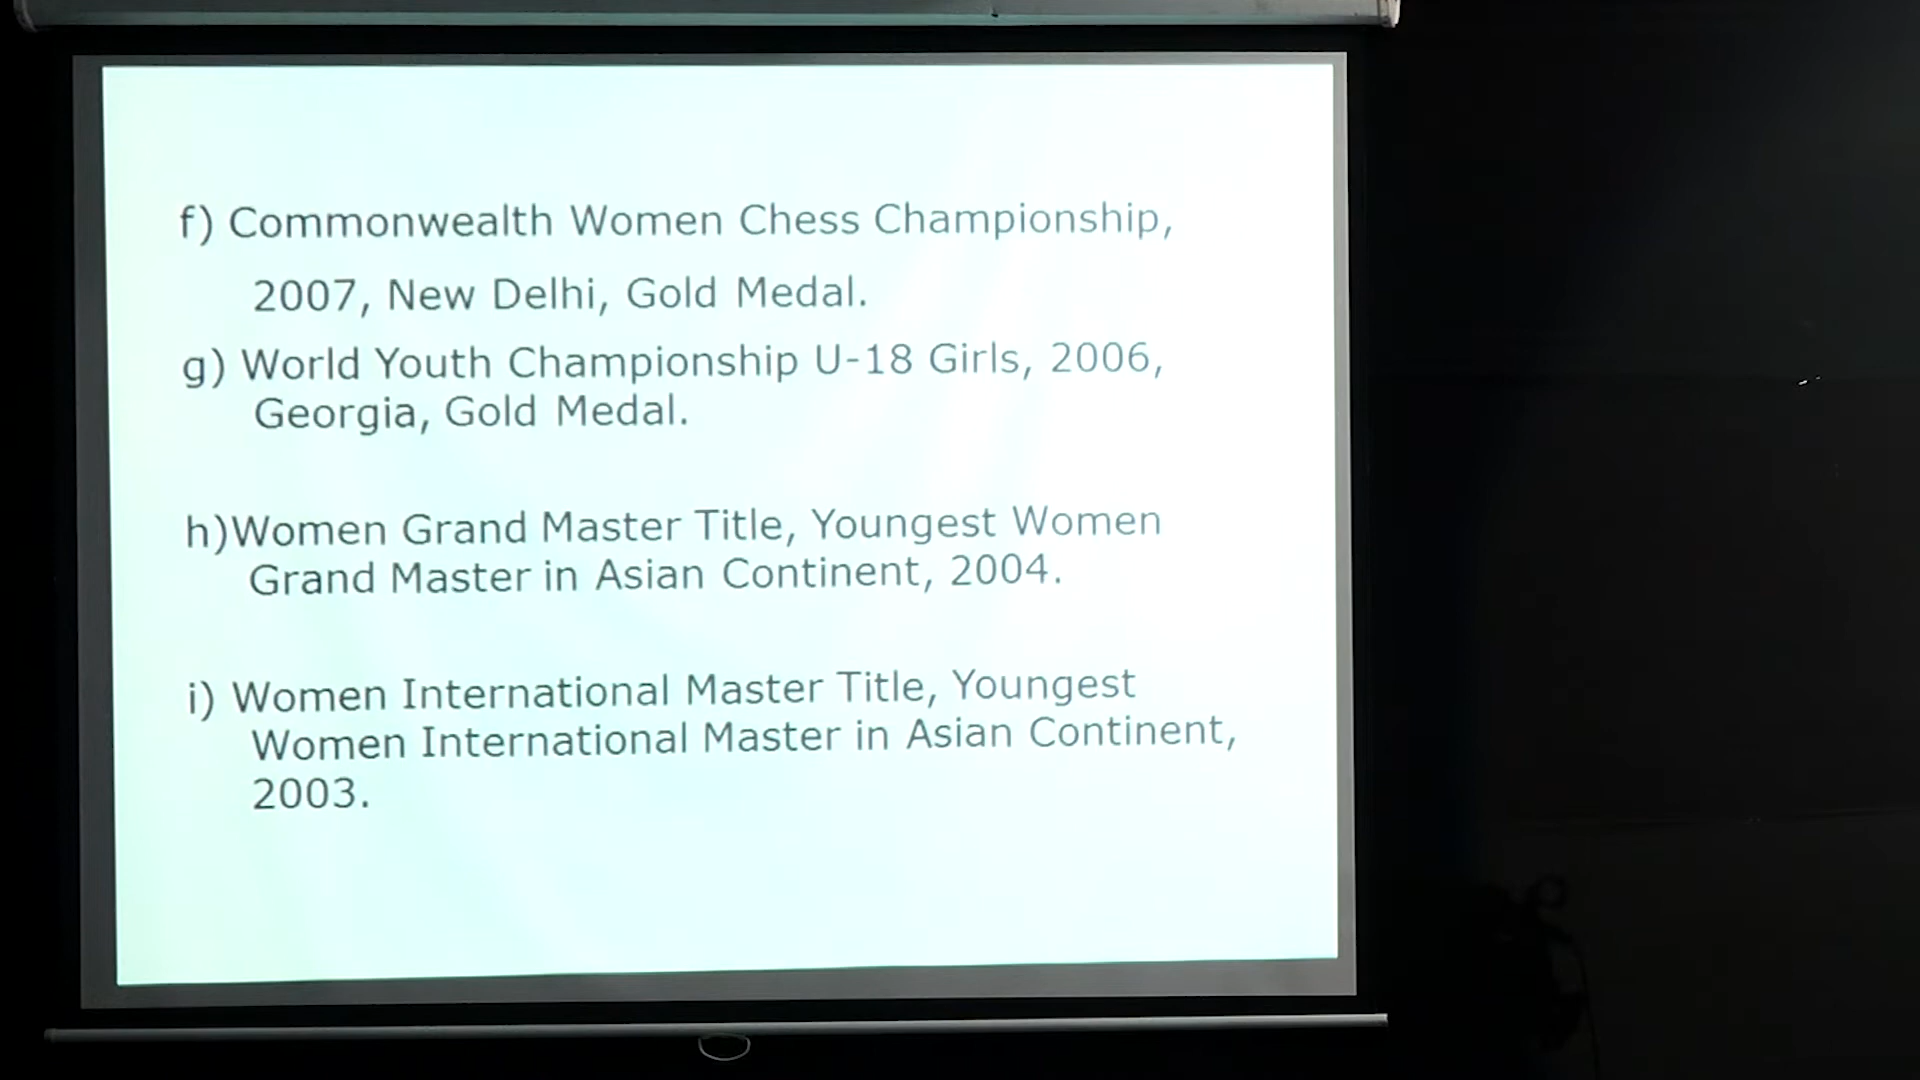 f) Commonwealth Women Chess Championship,
2007, New Delhi, Gold Medal.
g) World Youth Championship U-18 Girls, 2006,
Georgia, Gold Medal.
h)Women Grand Master Title, Youngest Women
Grand Master in Asian Continent, 2004.
i) Women International Master Title, Youngest
Women International Master in Asian Continent,
2003.